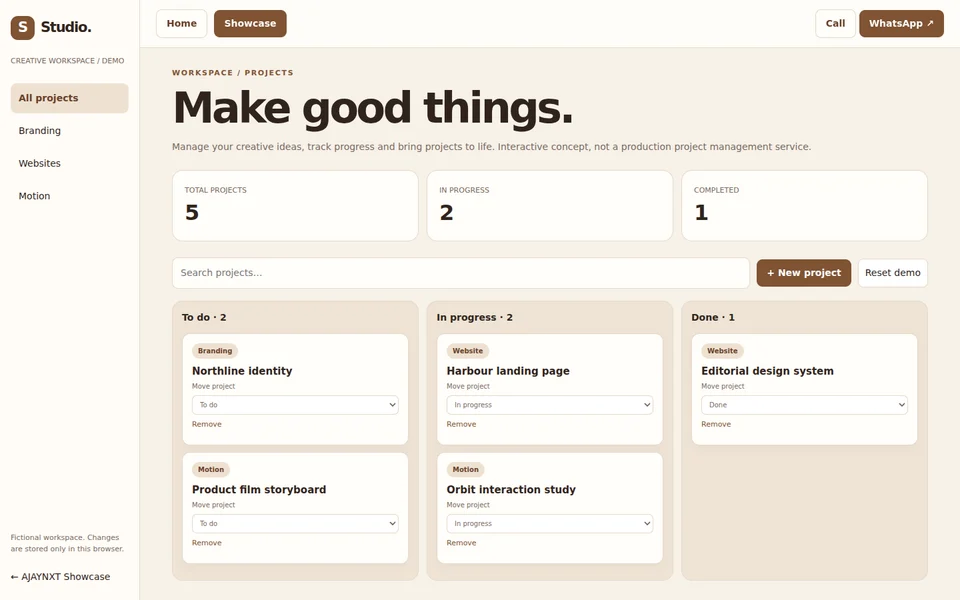 S Studio.
CREATIVE WORKSPACE / DEMO
All projects
Branding
Websites
Motion
Fictional workspace. Changes
are stored only in this browser.
← AJAYNXT Showcase
Home
Showcase
Call
WhatsApp ↗
WORKSPACE / PROJECTS
Make good things.
Manage your creative ideas, track progress and bring projects to life. Interactive concept, not a production project management service.
TOTAL PROJECTS
5
IN PROGRESS
2
COMPLETED
1
Search projects...
+ New project
Reset demo
To do · 2
Branding
Northline identity
Move project
To do
Remove
Motion
Product film storyboard
Move project
To do
Remove
In progress · 2
Website
Harbour landing page
Move project
In progress
Remove
Motion
Orbit interaction study
Move project
In progress
Remove
Done · 1
Website
Editorial design system
Move project
Done
Remove